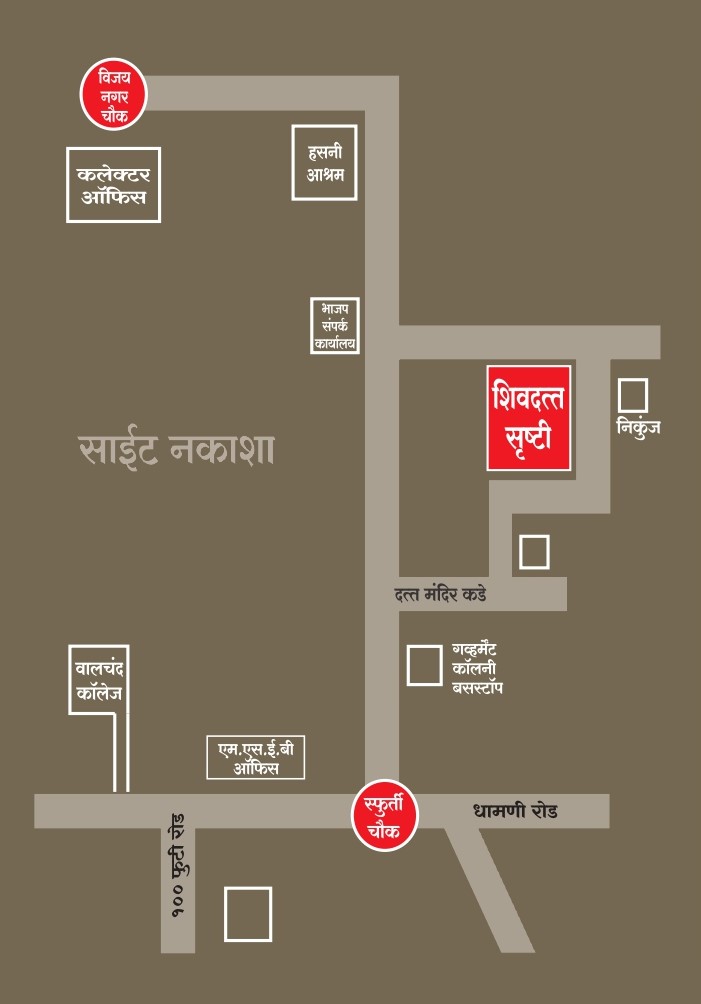 विजय
नगर
चौक
कलेक्टर
ऑफिस
हसनी
आश्रम
भाजप
संपर्क
कार्यालय
शिवदत्त
सृष्टी
निकुंज
साईट नकाशा
दत्त मंदिर कडे
गव्हर्मेंट
कॉलनी
बसस्टॉप
वालचंद
कॉलेज
एम.एस.ई.बी
ऑफिस
स्फुर्ती
चौक
धामणी रोड
१०० फुटी रोड